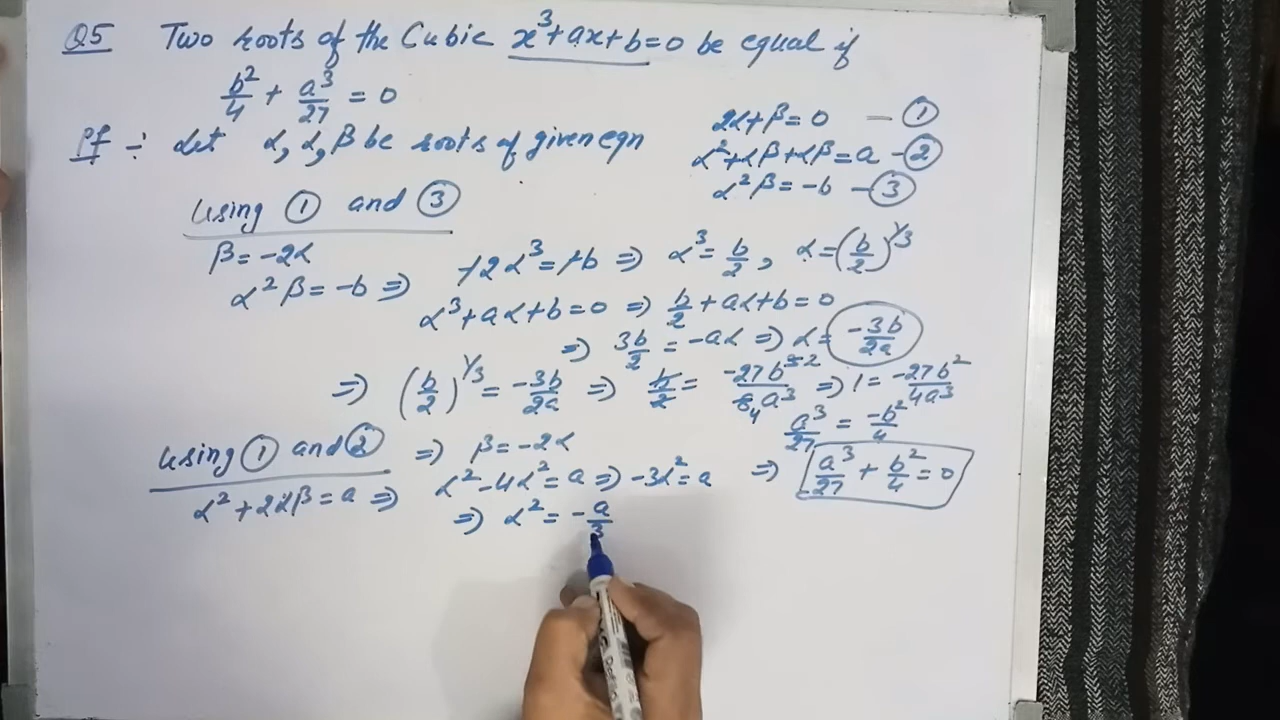 Q5 Two roots of the Cubic x³+ax+b=0 be equal if
b²/4 + a³/27 = 0
Pf ÷ Let α, α, β be roots of given eqn
2α+β=0 — ①
α²+αβ+αβ=a -②
α²β=-b -③
Using ① and ③
β=-2α
α²β=-b ⇒ -2α³=-b ⇒ α³=b/2, α=(b/2)^1/3
α³+aα+b=0 ⇒ b/2+aα+b=0
⇒ 3b/2 = -aα ⇒ α= -3b/2a
⇒ (b/2)^1/3 = -3b/2a ⇒ b/2 = -27b³⁼²/8₄a³ ⇒ 1= -27b²/4a³
a³/27 = -b²/4
⇒ a³/27 + b²/4 = 0
Using ① and ② ⇒ β=-2α
α²+2αβ=a ⇒ α²-4α²=a ⇒ -3α²=a
⇒ α² = -a/3